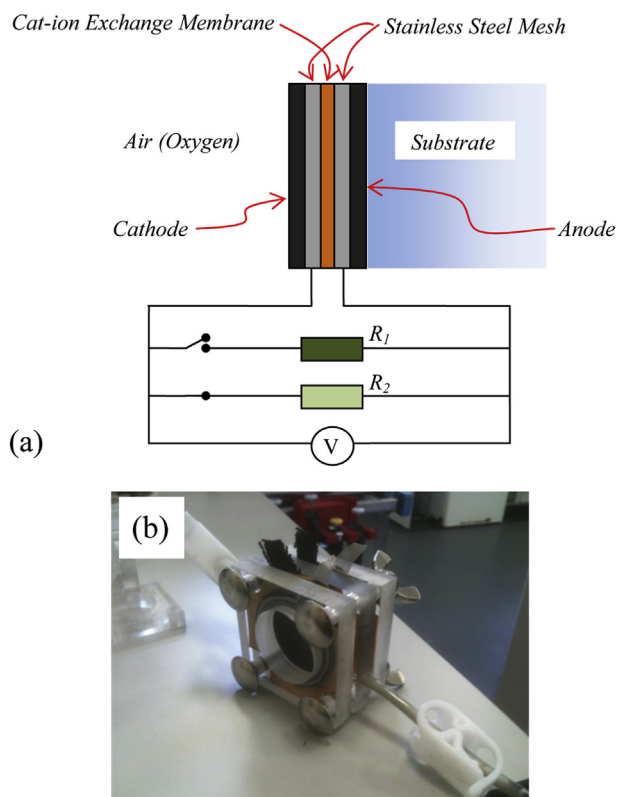 Cat-ion Exchange Membrane
Stainless Steel Mesh
Air (Oxygen)
Substrate
Cathode
Anode
R1
R2
V
(a)
(b)